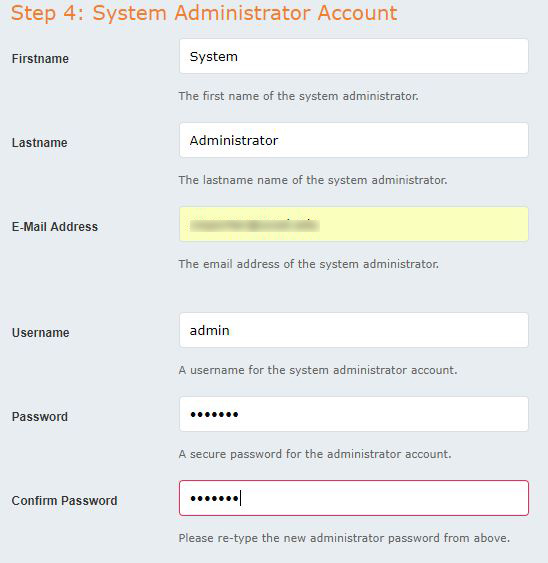 Step 4: System Administrator Account
Firstname
System
The first name of the system administrator.
Lastname
Administrator
The lastname name of the system administrator.
E-Mail Address
The email address of the system administrator.
Username
admin
A username for the system administrator account.
Password
•••••••
A secure password for the administrator account.
Confirm Password
•••••••
Please re-type the new administrator password from above.